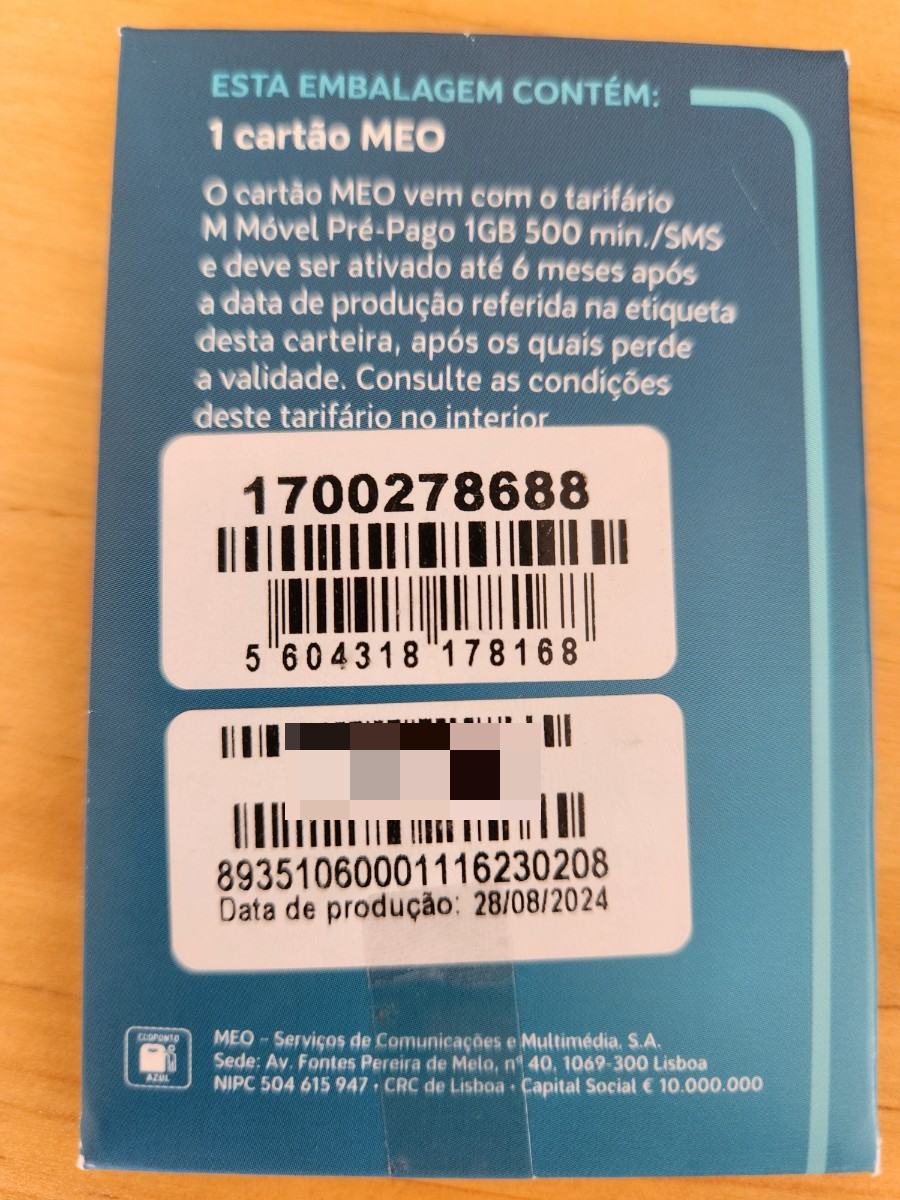 ESTA EMBALAGEM CONTÉM:
1 cartão MEO
O cartão MEO vem com o tarifário
M Móvel Pré-Pago 1GB 500 min./SMS
e deve ser ativado até 6 meses após
a data de produção referida na etiqueta
desta carteira, após os quais perde
a validade. Consulte as condições
deste tarifário no interior
1700278688
5 604318 178168
89351060001116230208
Data de produção: 28/08/2024
ECOPONTO
AZUL
MEO - Serviços de Comunicações e Multimédia, S.A.
Sede: Av. Fontes Pereira de Melo, nº 40, 1069-300 Lisboa
NIPC 504 615 947 • CRC de Lisboa • Capital Social € 10.000.000